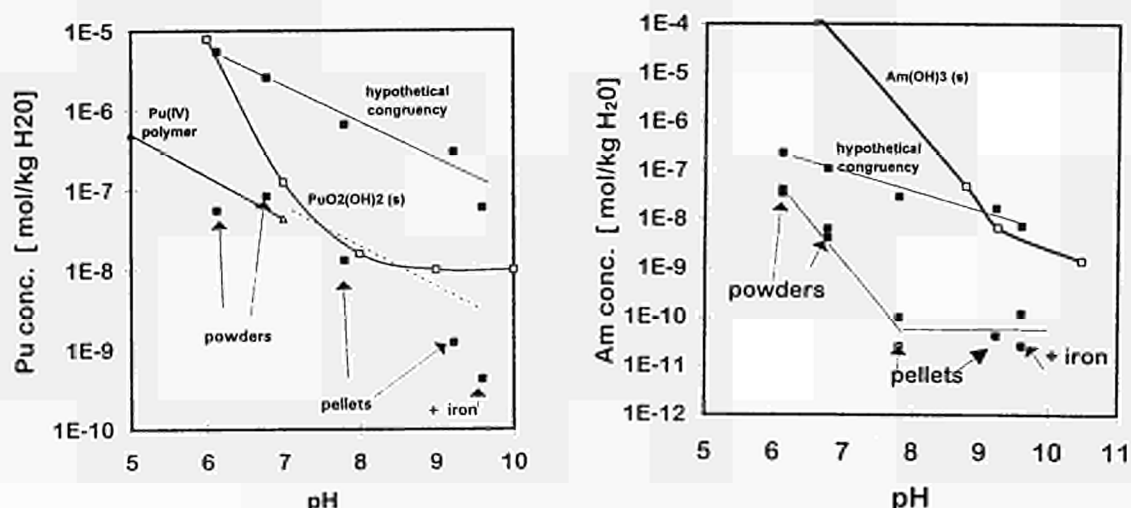 1E-5
1E-6
1E-7
1E-8
1E-9
1E-10
Pu conc. [ mol/kg H20]
Pu(IV)
polymer
hypothetical
congruency
PuO2(OH)2 (s)
powders
pellets
+ iron
5 6 7 8 9 10
pH
1E-4
1E-5
1E-6
1E-7
1E-8
1E-9
1E-10
1E-11
1E-12
Am conc. [ mol/kg H₂0]
Am(OH)3 (s)
hypothetical
congruency
powders
pellets
+ iron
5 6 7 8 9 10 11
pH